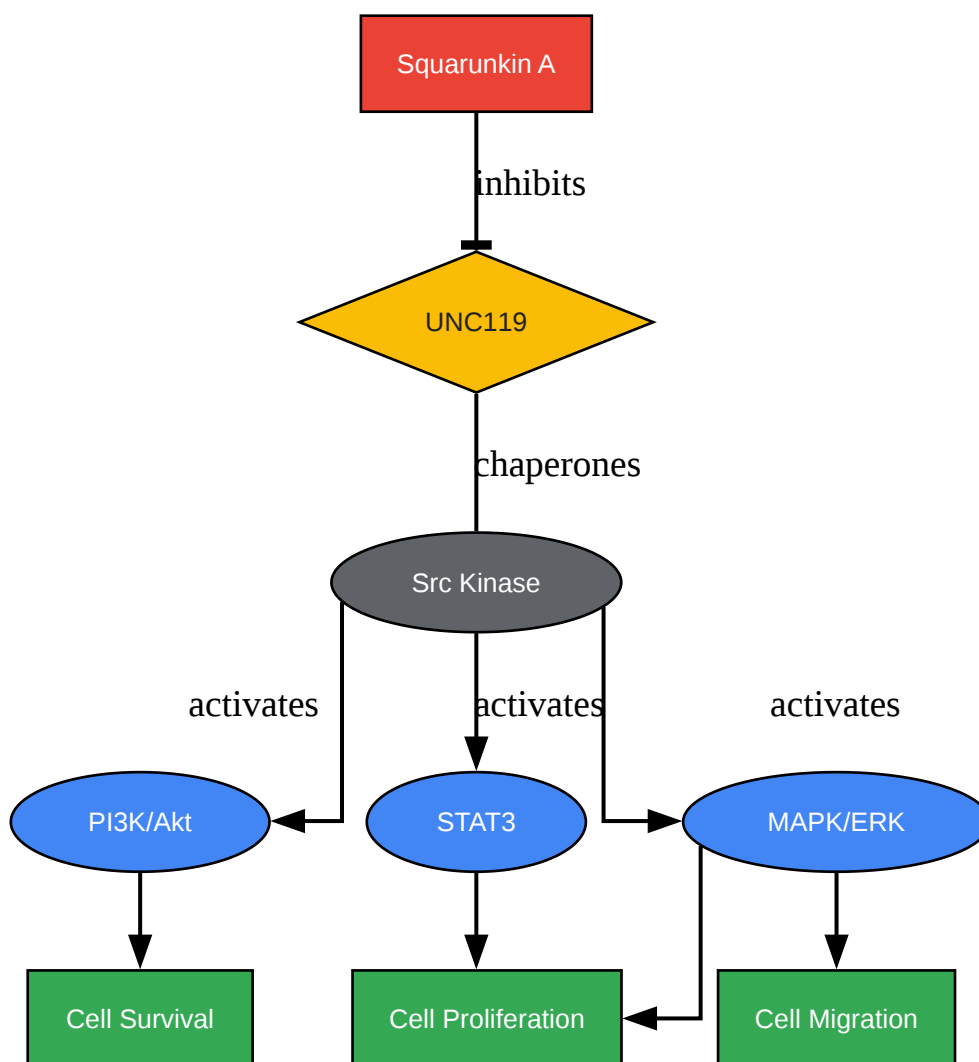 Squarunkin A
inhibits
UNC119
chaperones
Src Kinase
activates
activates
activates
PI3K/Akt
STAT3
MAPK/ERK
Cell Survival
Cell Proliferation
Cell Migration